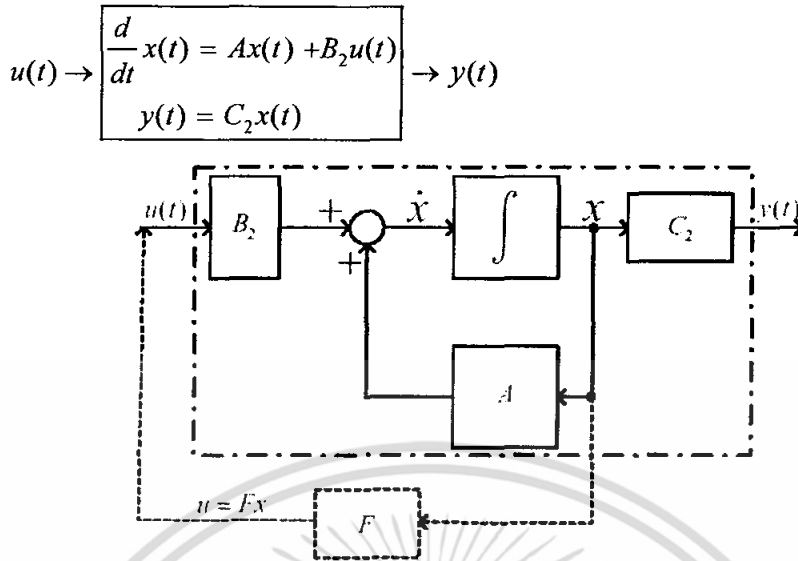 u(t) → d/dt x(t) = Ax(t) + B₂u(t) → y(t)
y(t) = C₂x(t)
u(t) B₂ + ẋ ∫ x C₂ y(t)
+
A
u = Fx F